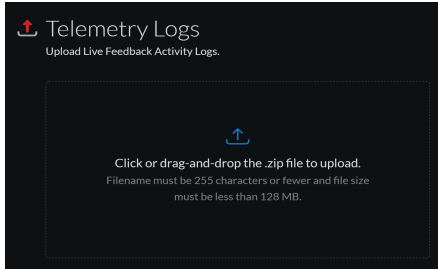 Telemetry Logs
Upload Live Feedback Activity Logs.
Click or drag-and-drop the .zip file to upload.
Filename must be 255 characters or fewer and file size
must be less than 128 MB.